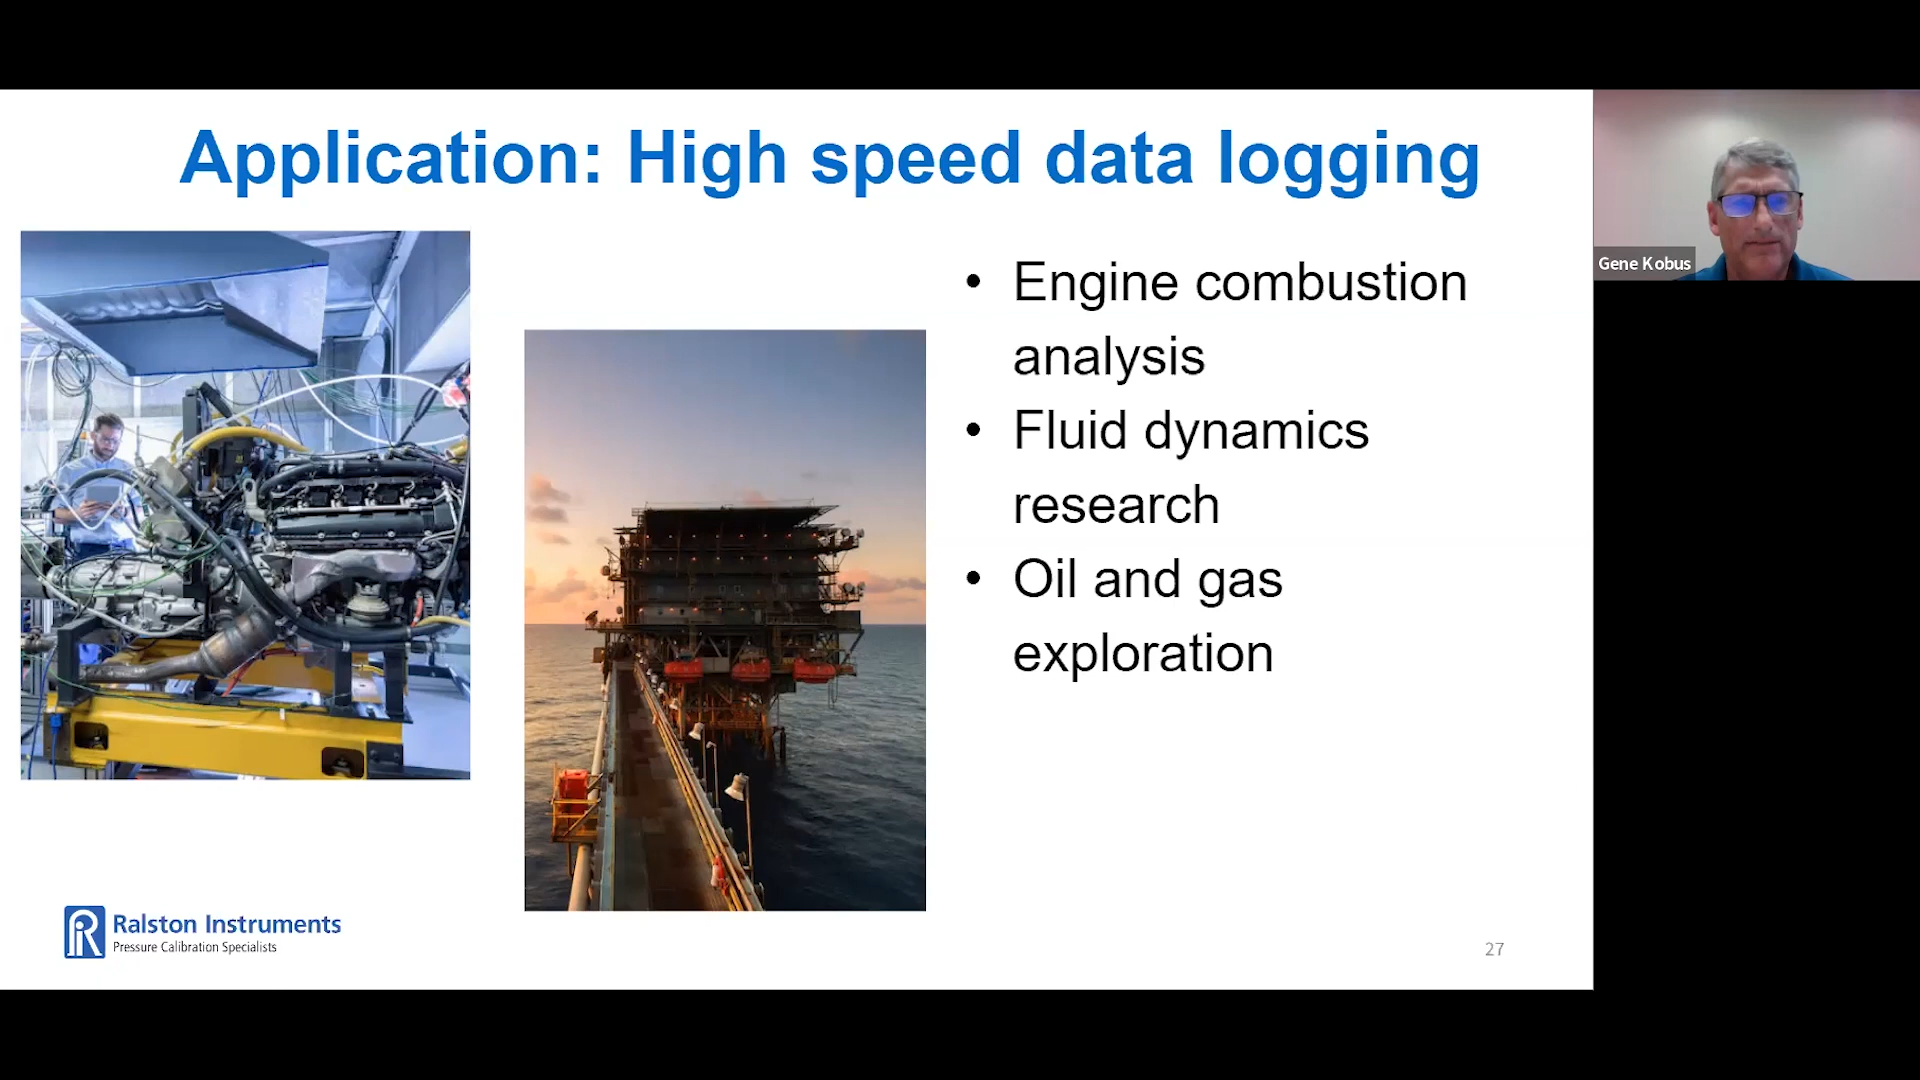 Application: High speed data logging
• Engine combustion
analysis
• Fluid dynamics
research
• Oil and gas
exploration
Gene Kobus
Ralston Instruments
Pressure Calibration Specialists
27